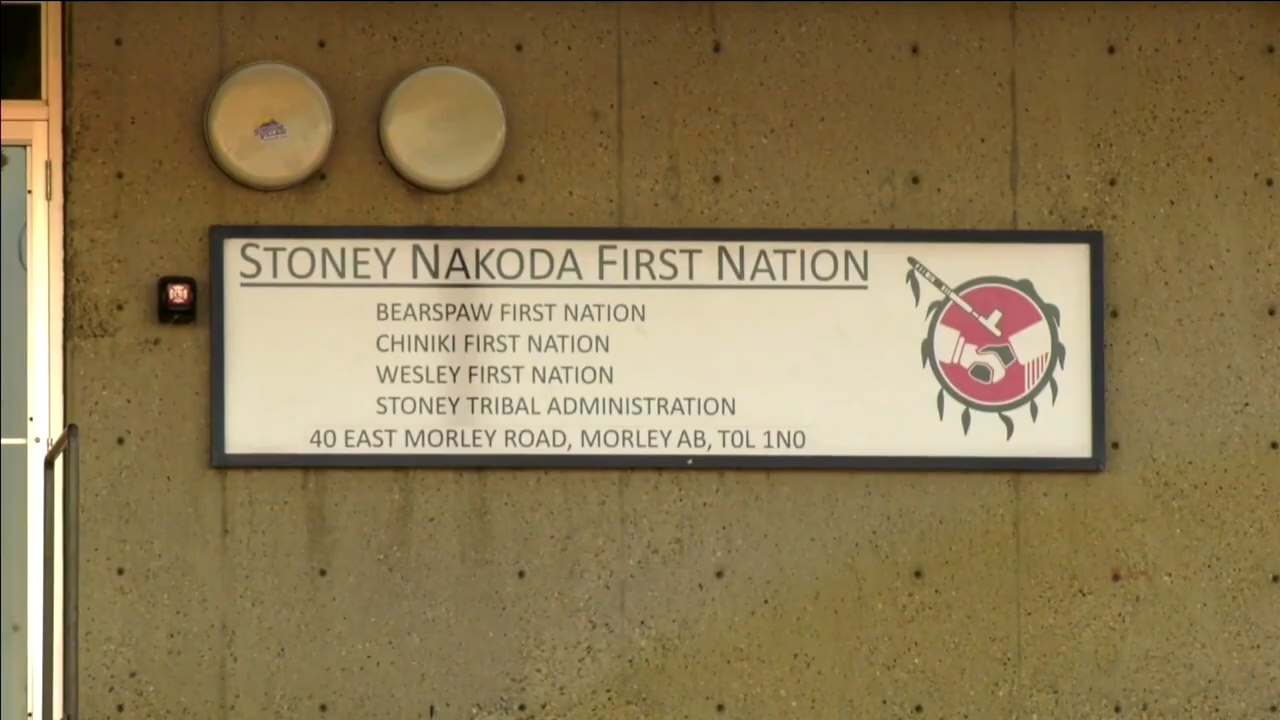 STONEY NAKODA FIRST NATION
BEARSPAW FIRST NATION
CHINIKI FIRST NATION
WESLEY FIRST NATION
STONEY TRIBAL ADMINISTRATION
40 EAST MORLEY ROAD, MORLEY AB, T0L 1N0